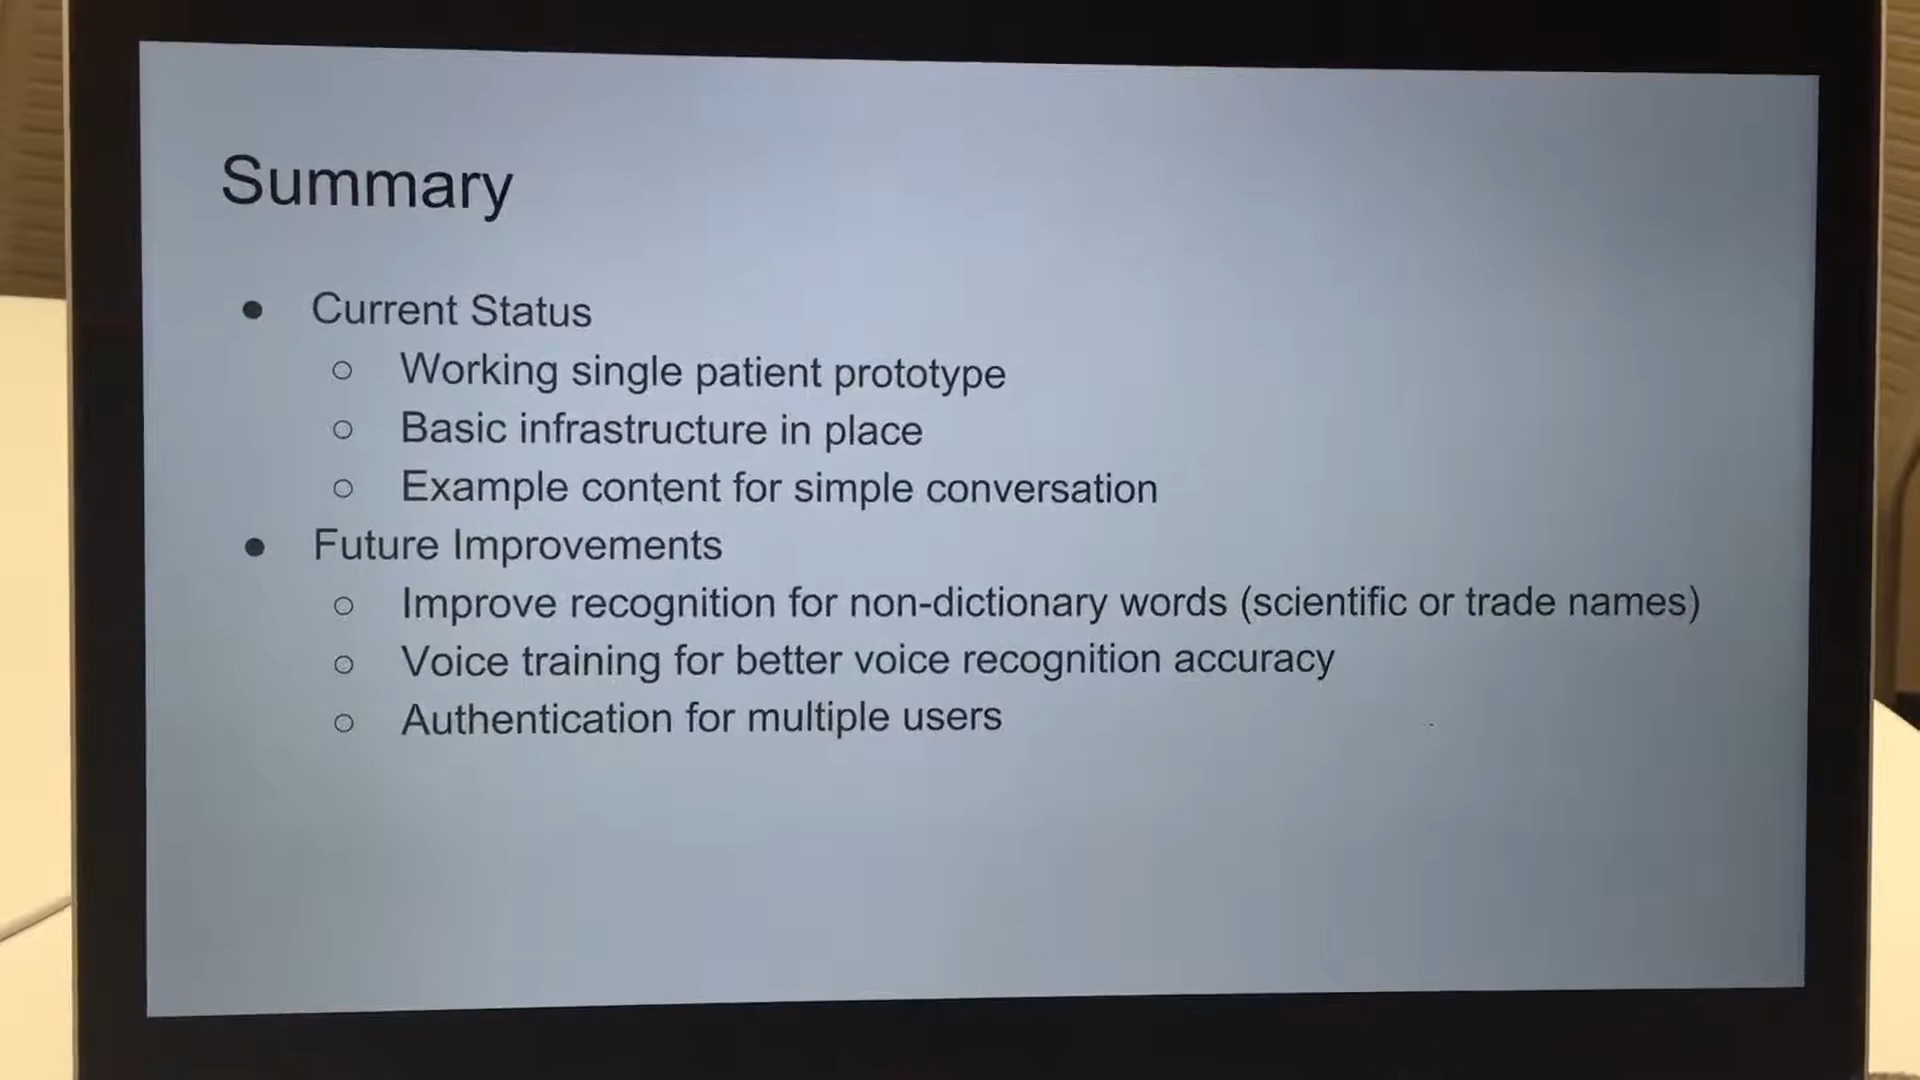 Summary
● Current Status
○ Working single patient prototype
○ Basic infrastructure in place
○ Example content for simple conversation
● Future Improvements
○ Improve recognition for non-dictionary words (scientific or trade names)
○ Voice training for better voice recognition accuracy
○ Authentication for multiple users